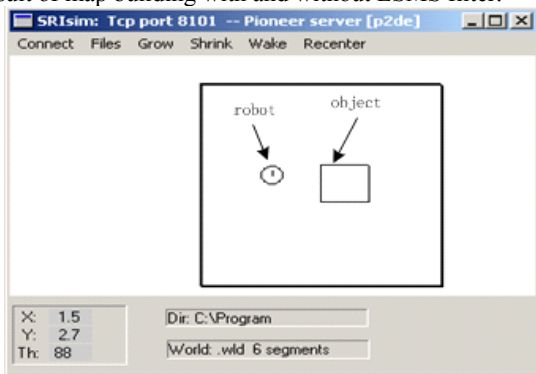 SRIsim: Tcp port 8101 -- Pioneer server [p2de]
Connect Files Grow Shrink Wake Recenter
robot object
X: 1.5 Dir: C:\Program
Y: 2.7
Th: 88 World: .wld 6 segments